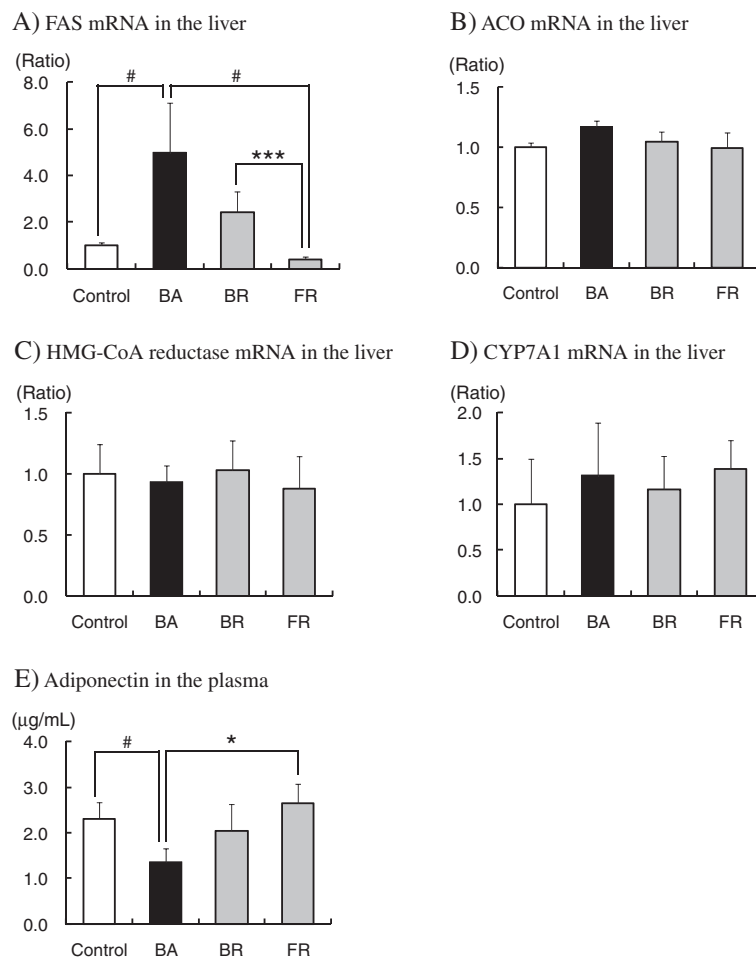 A) FAS mRNA in the liver
(Ratio)
8.0
6.0
4.0
2.0
0.0
#
#
***
Control BA BR FR
B) ACO mRNA in the liver
(Ratio)
1.5
1.0
0.5
0.0
Control BA BR FR
C) HMG-CoA reductase mRNA in the liver
(Ratio)
1.5
1.0
0.5
0.0
Control BA BR FR
D) CYP7A1 mRNA in the liver
(Ratio)
2.0
1.5
1.0
0.5
0.0
Control BA BR FR
E) Adiponectin in the plasma
(μg/mL)
4.0
3.0
2.0
1.0
0.0
#
*
Control BA BR FR